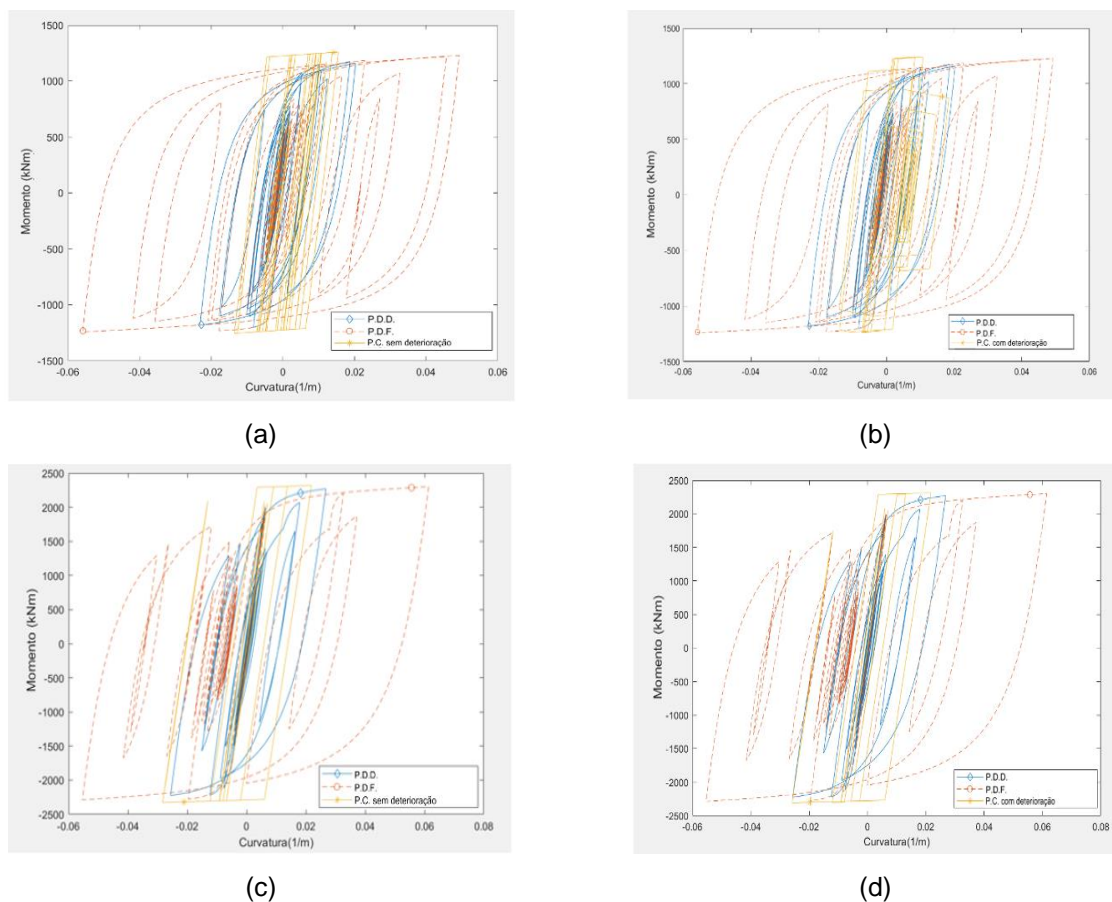 1500
1000
500
0
-500
-1000
-1500
Momento (kNm)
-0.06 -0.04 -0.02 0 0.02 0.04 0.06
Curvatura(1/m)
P.D.D.
P.D.F.
P.C. sem deterioração
(a)
1500
1000
500
0
-500
-1000
-1500
Momento (kNm)
-0.06 -0.04 -0.02 0 0.02 0.04 0.06
Curvatura(1/m)
P.D.D.
P.D.F.
P.C. com deterioração
(b)
2500
2000
1500
1000
500
0
-500
-1000
-1500
-2000
-2500
Momento (kNm)
-0.06 -0.04 -0.02 0 0.02 0.04 0.06 0.08
Curvatura(1/m)
P.D.D.
P.D.F.
P.C. sem deterioração
(c)
2500
2000
1500
1000
500
0
-500
-1000
-1500
-2000
-2500
Momento (kNm)
-0.06 -0.04 -0.02 0 0.02 0.04 0.06 0.08
Curvatura(1/m)
P.D.D.
P.D.F.
P.C. com deterioração
(d)